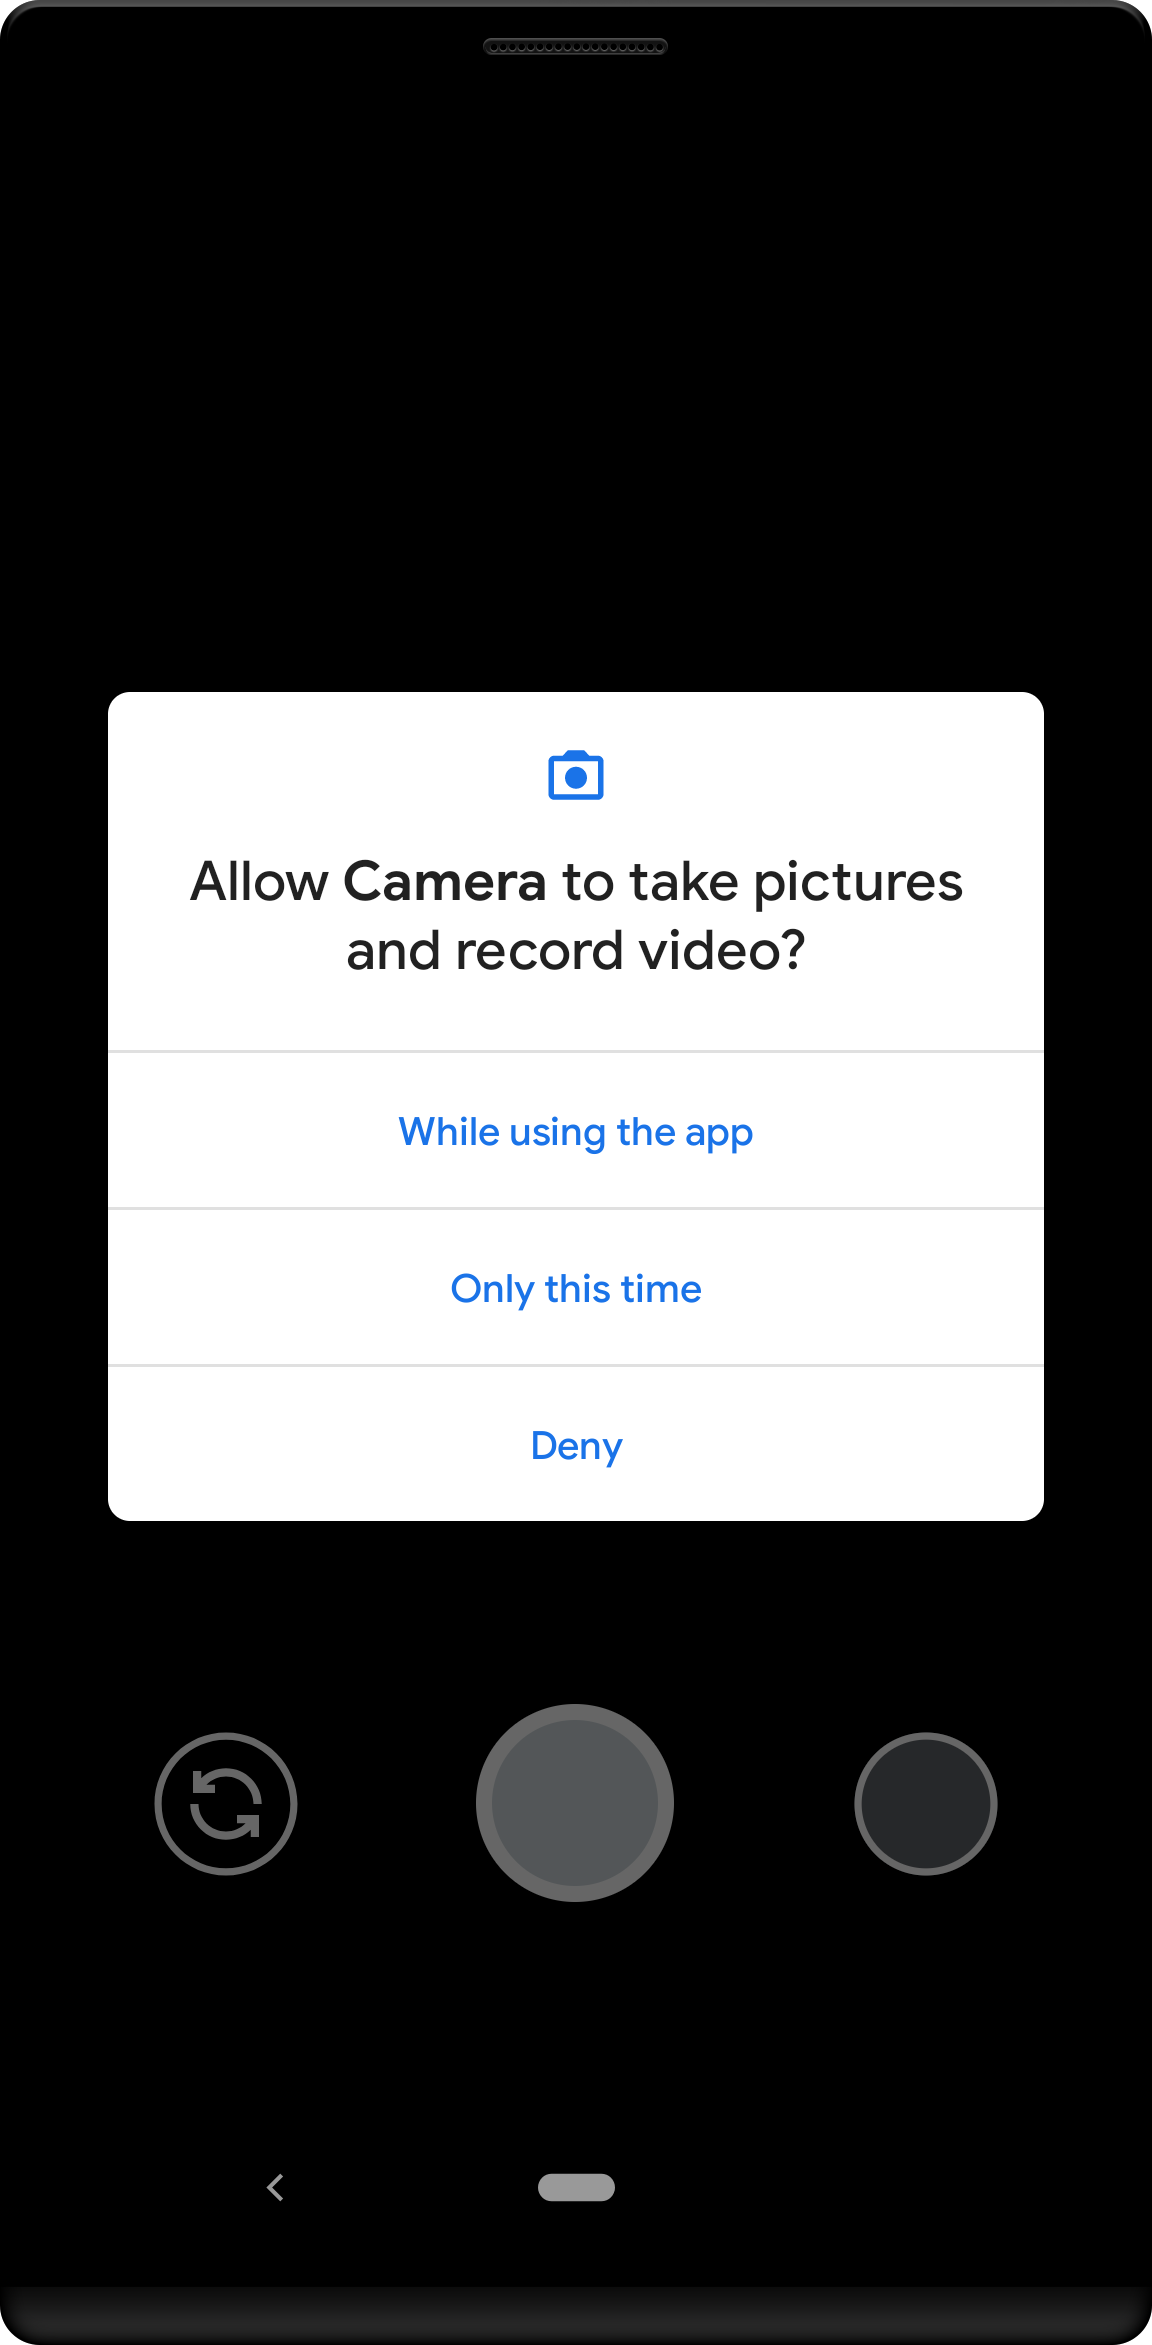 Allow Camera to take pictures
and record video?
While using the app
Only this time
Deny